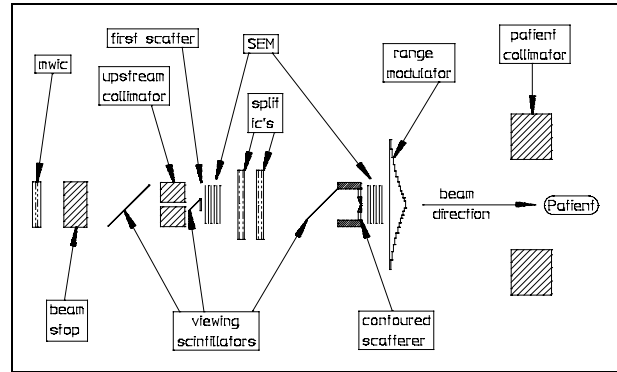 first scatter
SEM
patient
collimator
mwic
upstream
collimator
range
modulator
split
ic's
beam
direction
Patient
beam
stop
viewing
scintillators
contoured
scafferer